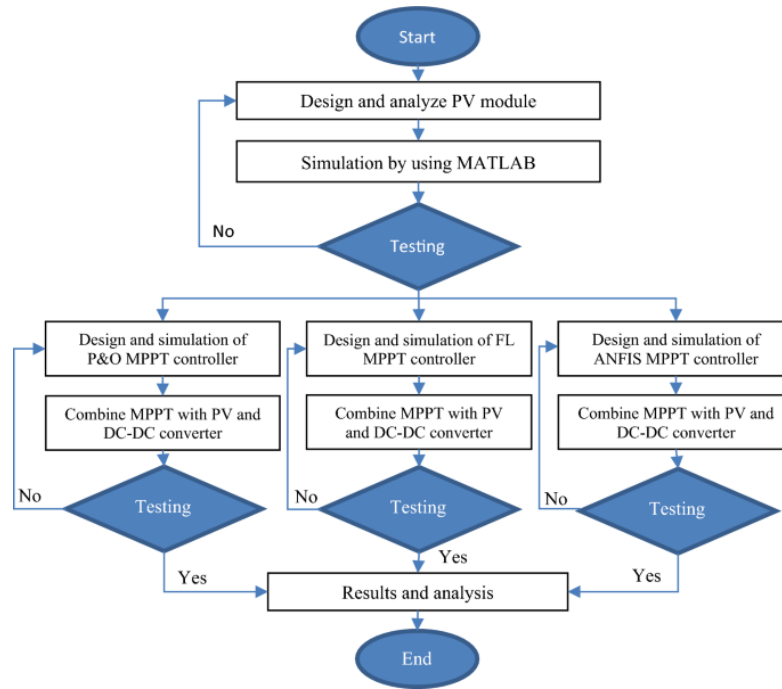 Start
Design and analyze PV module
Simulation by using MATLAB
No
Testing
Design and simulation of
P&O MPPT controller
Design and simulation of FL
MPPT controller
Design and simulation of
ANFIS MPPT controller
Combine MPPT with PV and
DC-DC converter
Combine MPPT with PV
and DC-DC converter
Combine MPPT with PV and
DC-DC converter
No
Testing
No
Testing
No
Testing
Yes
Yes
Yes
Results and analysis
End